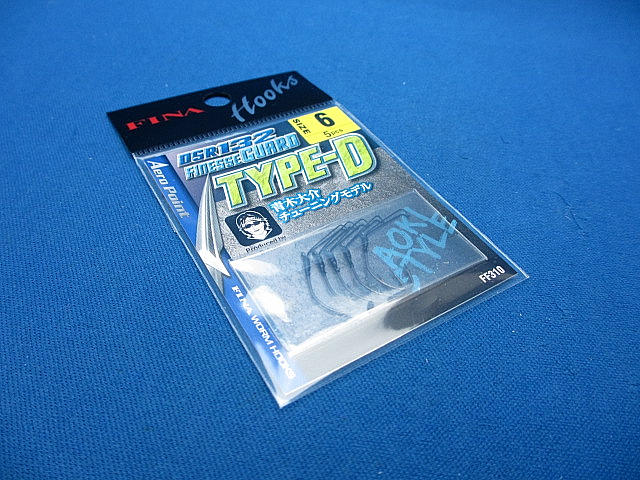 FINA Hooks
SIZE 6
5pcs
DSR132
FINESSE GUARD
TYPE-D
Aero Point
青木大介
チューニングモデル
Produced by
AOKI
STYLE
FF310
FINA WORM HOOKS